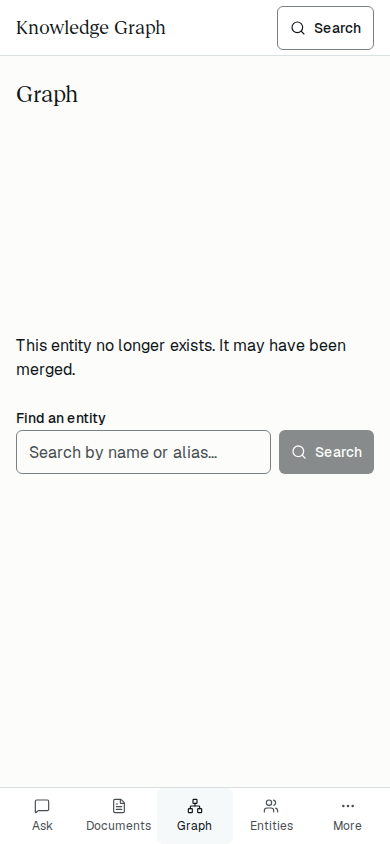 Knowledge Graph
Search
Graph
This entity no longer exists. It may have been
merged.
Find an entity
Search by name or alias...
Search
Ask
Documents
Graph
Entities
More